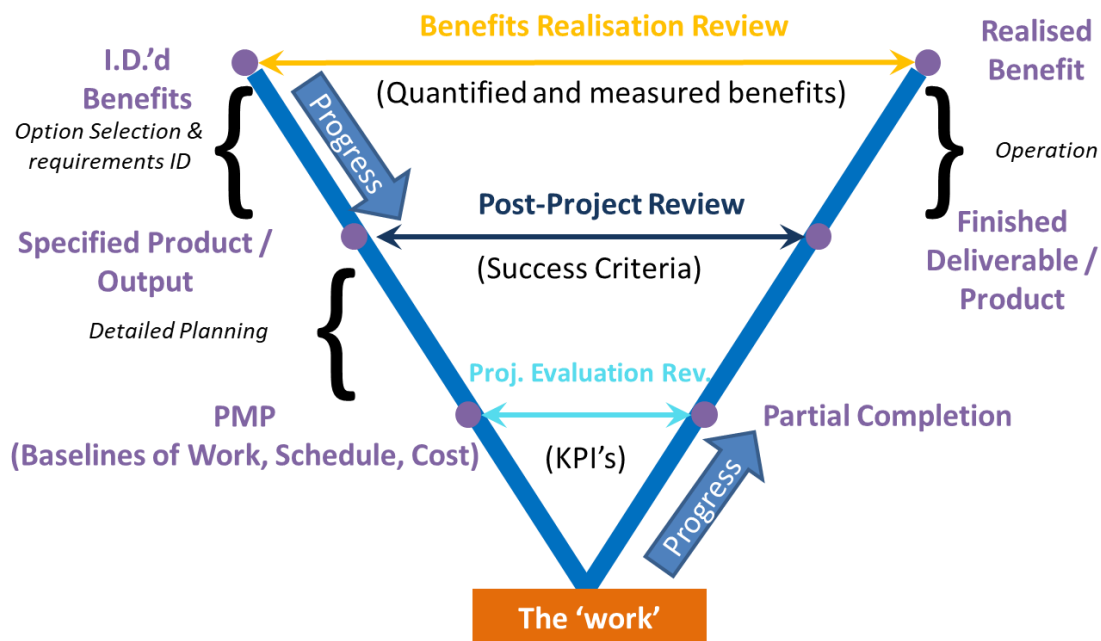 Benefits Realisation Review
I.D.'d
Benefits
Realised
Benefit
(Quantified and measured benefits)
Progress
Option Selection &
requirements ID
Operation
Post-Project Review
Specified Product /
Output
(Success Criteria)
Finished
Deliverable /
Product
Detailed Planning
Proj. Evaluation Rev.
PMP
(Baselines of Work, Schedule, Cost)
(KPI's)
Partial Completion
Progress
The ‘work’